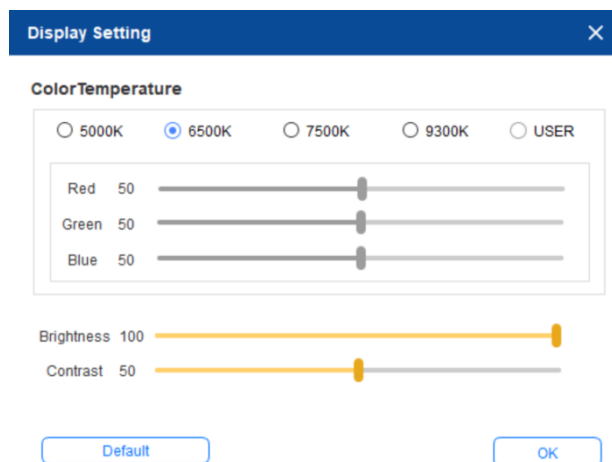 Display Setting
ColorTemperature
5000K 6500K 7500K 9300K USER
Red 50
Green 50
Blue 50
Brightness 100
Contrast 50
Default OK